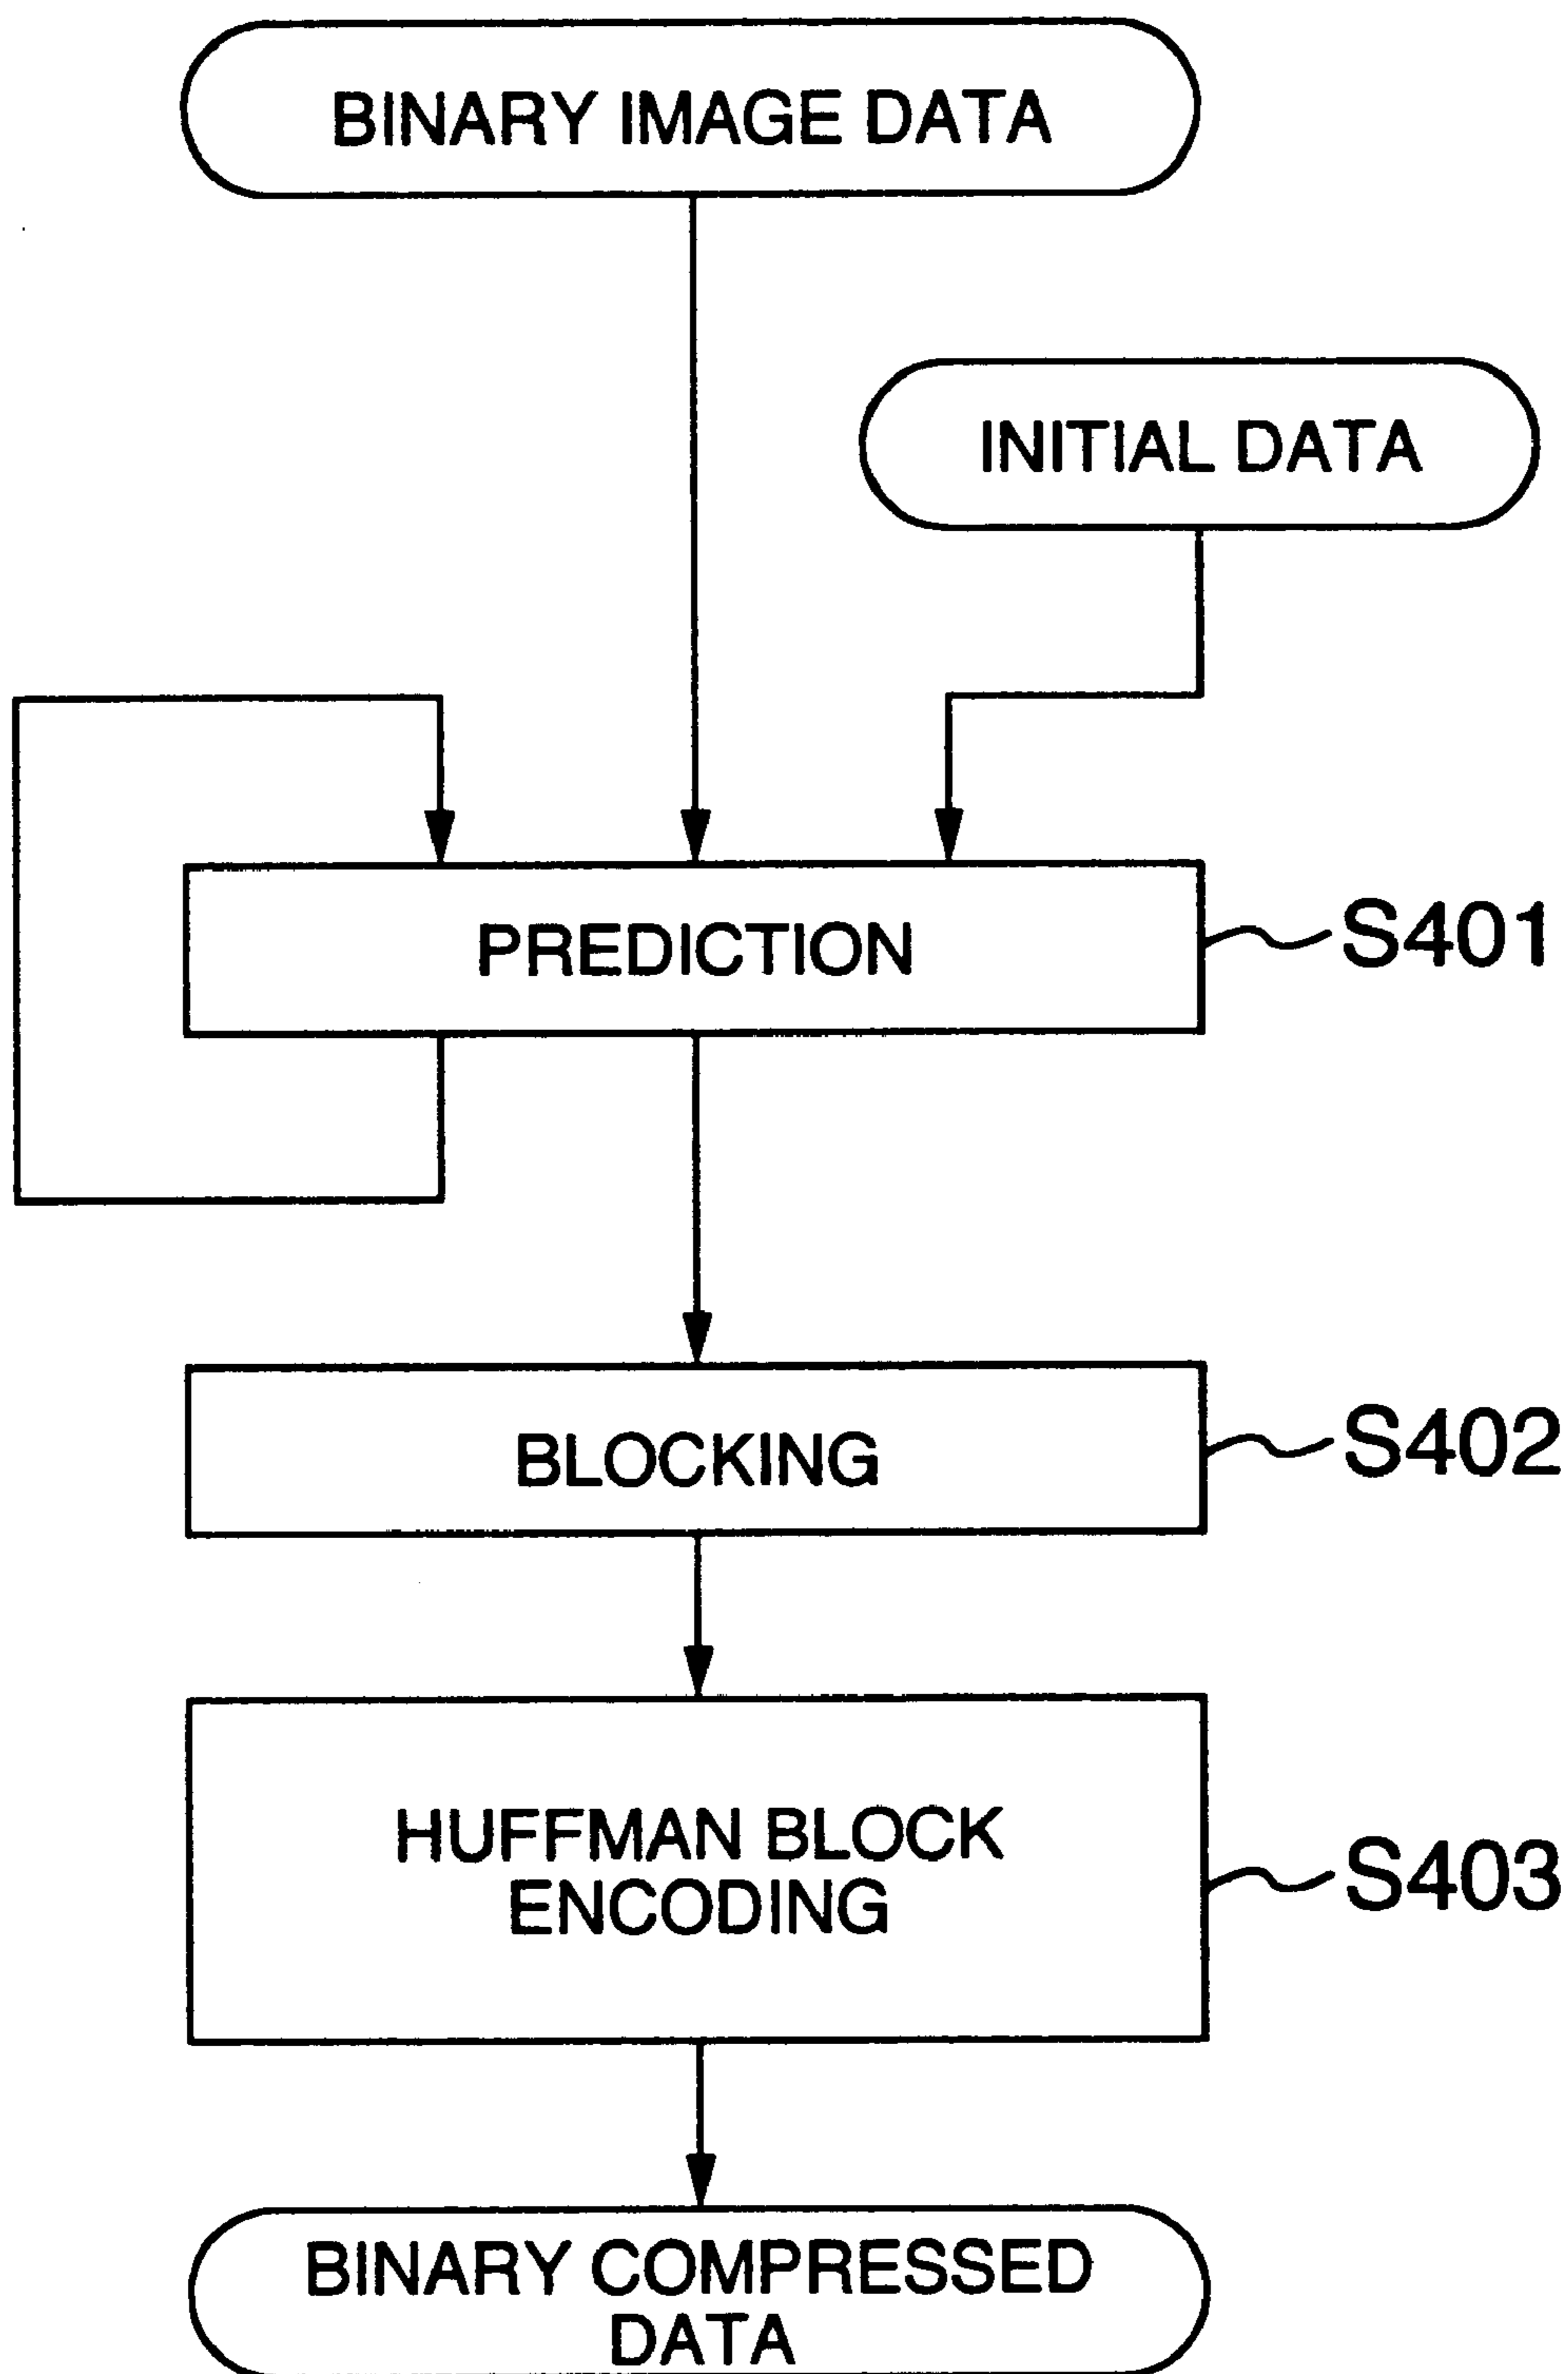 BINARY IMAGE DATA
INITIAL DATA
PREDICTION
S401
BLOCKING
S402
HUFFMAN BLOCK
ENCODING
S403
BINARY COMPRESSED
DATA